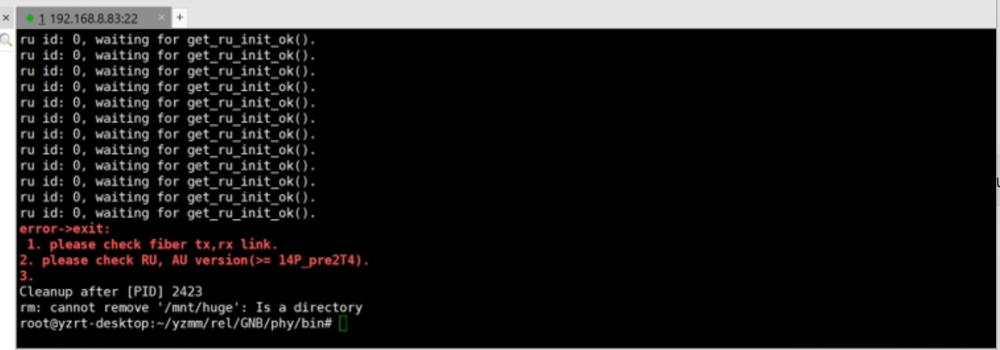 1 192.168.8.83:22
ru id: 0, waiting for get_ru_init_ok().
ru id: 0, waiting for get_ru_init_ok().
ru id: 0, waiting for get_ru_init_ok().
ru id: 0, waiting for get_ru_init_ok().
ru id: 0, waiting for get_ru_init_ok().
ru id: 0, waiting for get_ru_init_ok().
ru id: 0, waiting for get_ru_init_ok().
ru id: 0, waiting for get_ru_init_ok().
ru id: 0, waiting for get_ru_init_ok().
ru id: 0, waiting for get_ru_init_ok().
ru id: 0, waiting for get_ru_init_ok().
ru id: 0, waiting for get_ru_init_ok().
error->exit:
1. please check fiber tx,rx link.
2. please check RU, AU version(>= 14P_pre2T4).
3.
Cleanup after [PID] 2423
rm: cannot remove '/mnt/huge': Is a directory
root@yzrt-desktop:~/yzmm/rel/GNB/phy/bin#